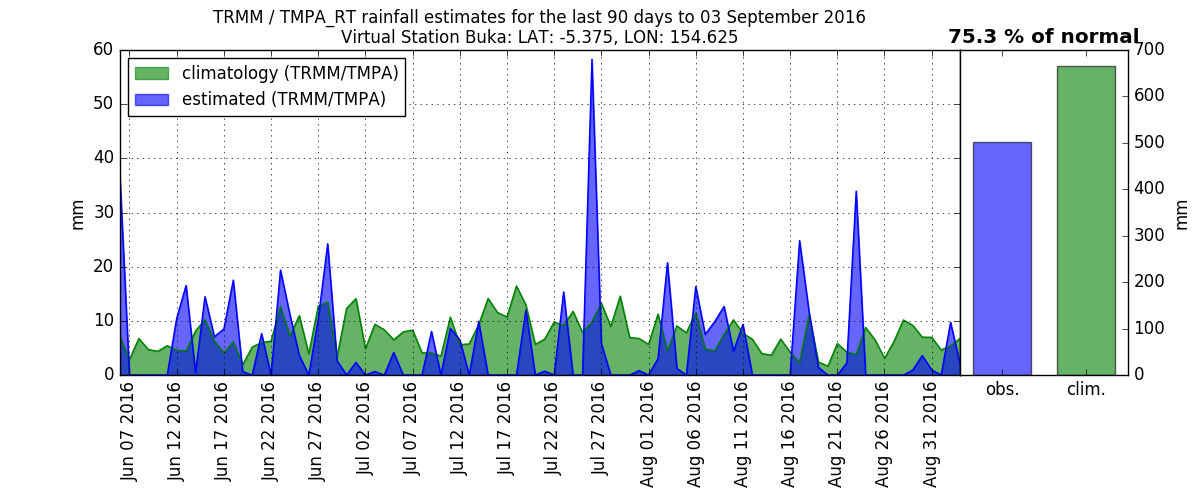 TRMM / TMPA_RT rainfall estimates for the last 90 days to 03 September 2016
Virtual Station Buka: LAT: -5.375, LON: 154.625
75.3 % of normal
climatology (TRMM/TMPA)
estimated (TRMM/TMPA)
60
50
40
30
20
10
0
mm
Jun 07 2016
Jun 12 2016
Jun 17 2016
Jun 22 2016
Jun 27 2016
Jul 02 2016
Jul 07 2016
Jul 12 2016
Jul 17 2016
Jul 22 2016
Jul 27 2016
Aug 01 2016
Aug 06 2016
Aug 11 2016
Aug 16 2016
Aug 21 2016
Aug 26 2016
Aug 31 2016
obs.
clim.
700
600
500
400
300
200
100
0
mm